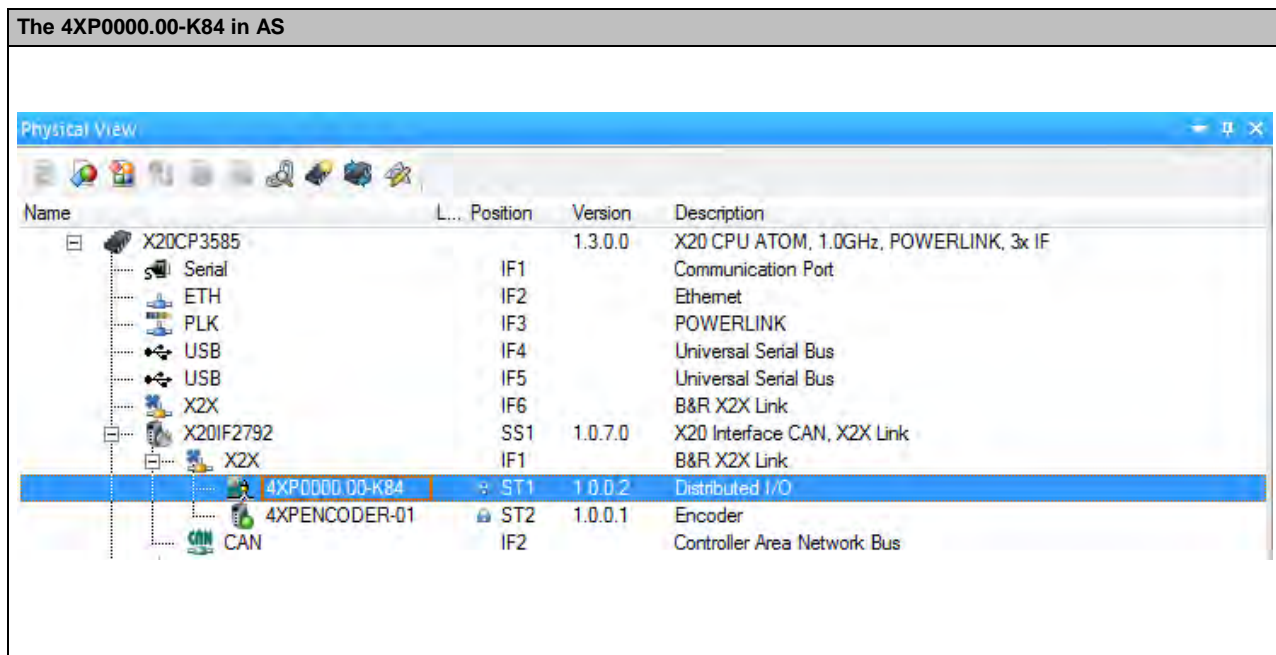 The 4XP0000.00-K84 in AS
Physical View
Name L... Position Version Description
X20CP3585 1.3.0.0 X20 CPU ATOM, 1.0GHz, POWERLINK, 3x IF
Serial IF1 Communication Port
ETH IF2 Ethernet
PLK IF3 POWERLINK
USB IF4 Universal Serial Bus
USB IF5 Universal Serial Bus
X2X IF6 B&R X2X Link
X20IF2792 SS1 1.0.7.0 X20 Interface CAN, X2X Link
X2X IF1 B&R X2X Link
4XP0000.00-K84 ST1 1.0.0.2 Distributed I/O
4XPENCODER-01 ST2 1.0.0.1 Encoder
CAN IF2 Controller Area Network Bus